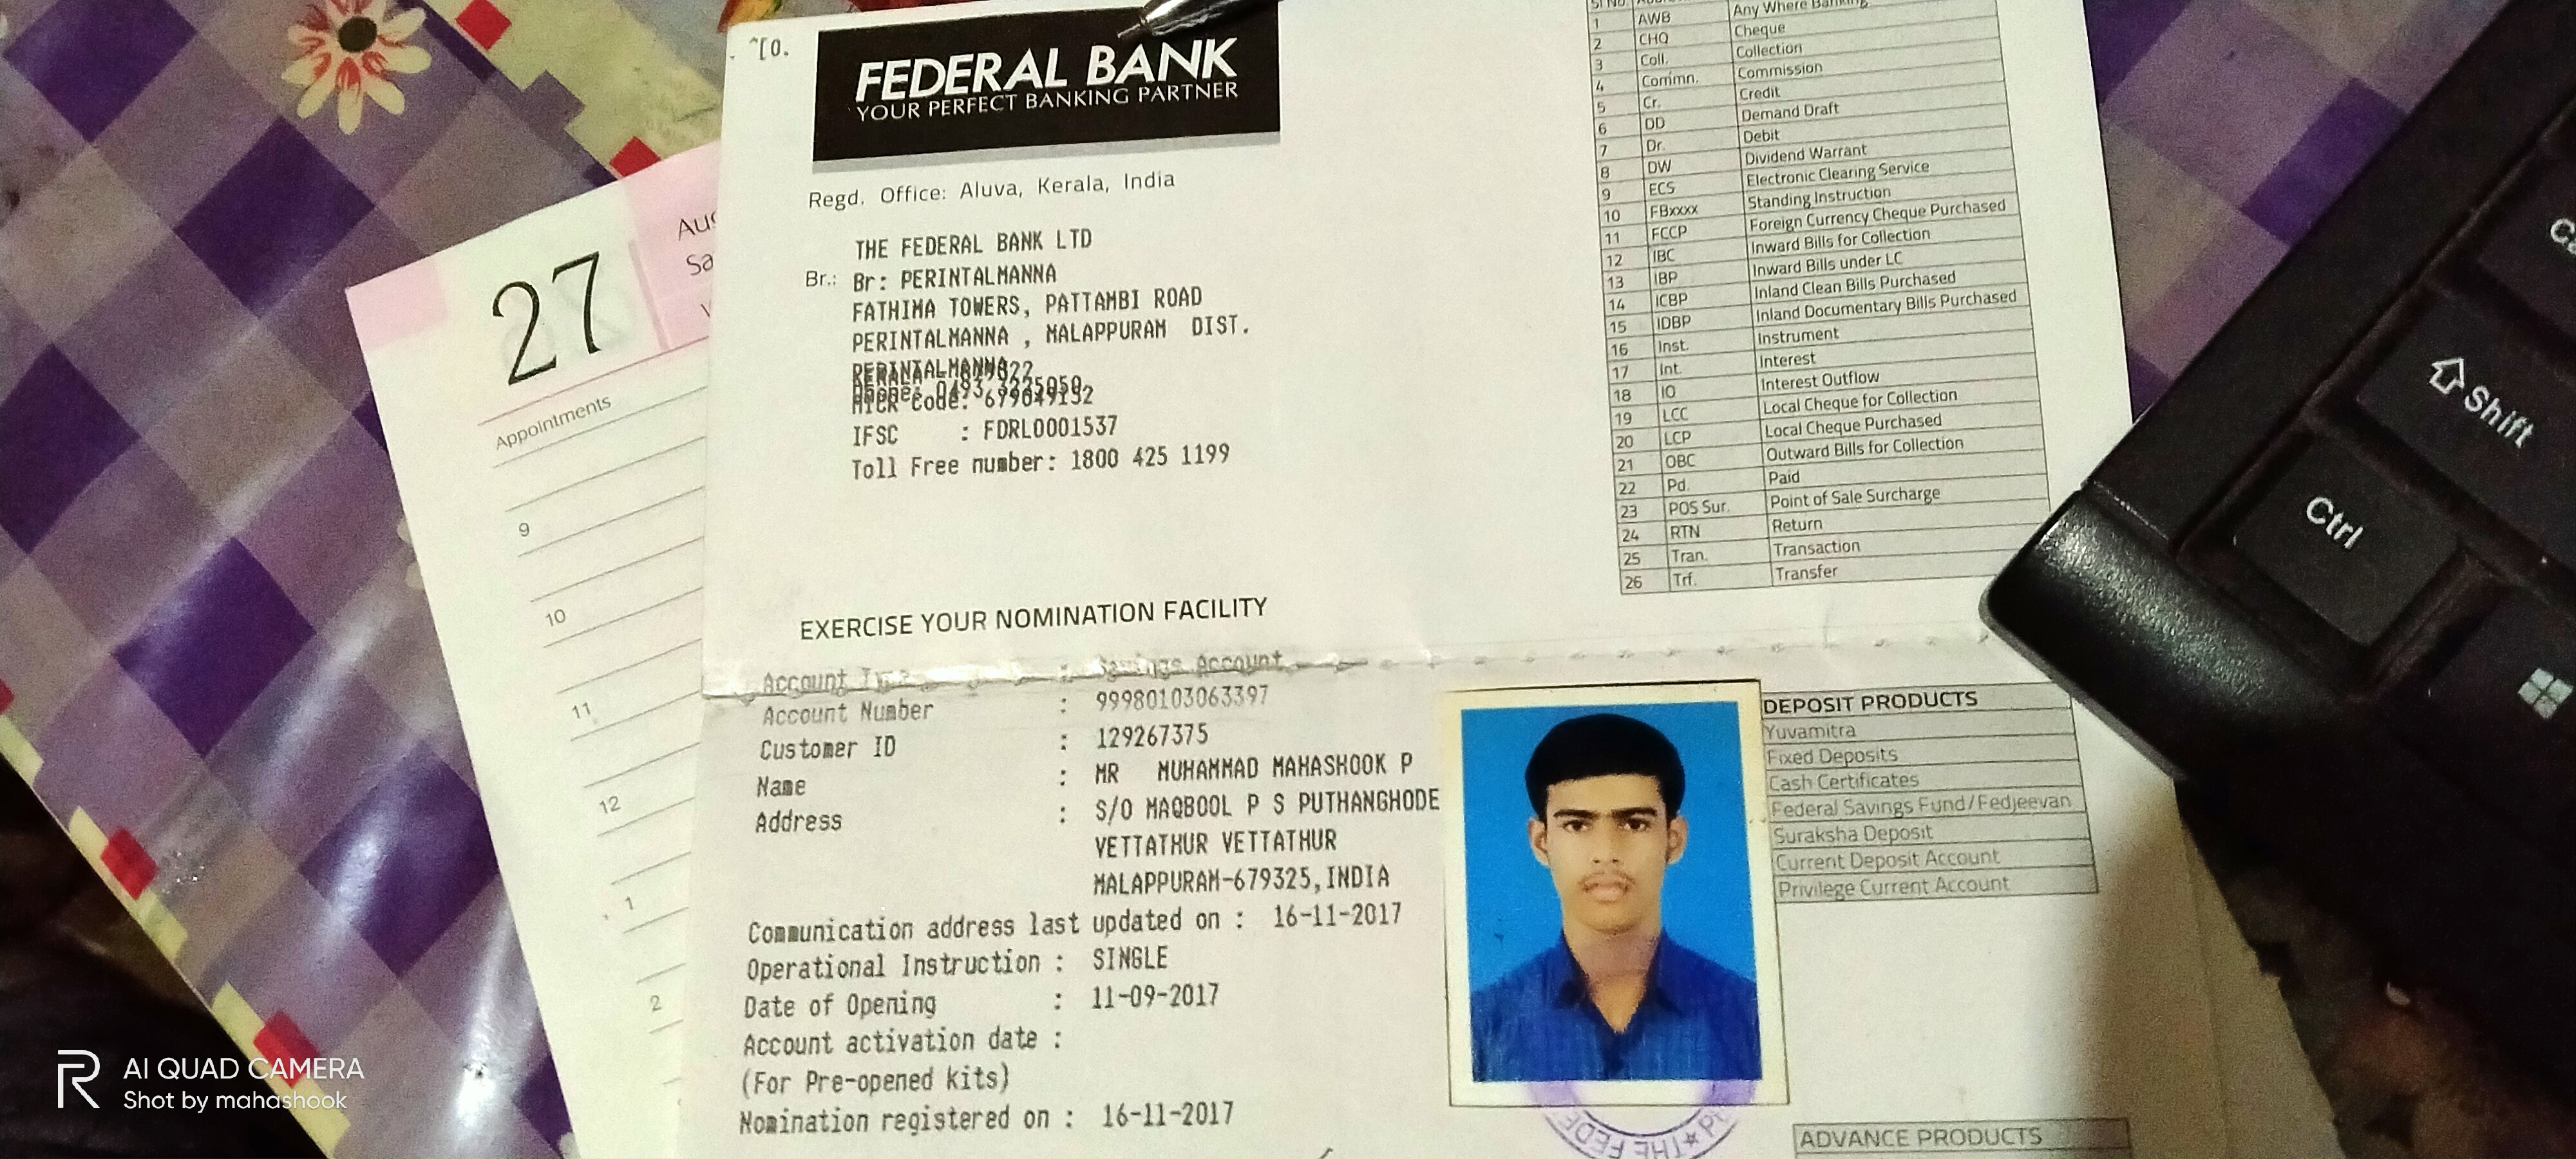 FEDERAL BANK
YOUR PERFECT BANKING PARTNER
Regd. Office: Aluva, Kerala, India
THE FEDERAL BANK LTD
Br.: Br: PERINTALMANNA
FATHIMA TOWERS, PATTAMBI ROAD
PERINTALMANNA , MALAPPURAM DIST.
PERINTALMANNA
IFSC : FDRL0001537
Toll Free number: 1800 425 1199
EXERCISE YOUR NOMINATION FACILITY
Account : Savings Account
Account Number : 99980103063397
Customer ID : 129267375
Name : MR MUHAMMAD MAHASHOOK P
Address : S/O MAQBOOL P S PUTHANGHODE
VETTATHUR VETTATHUR
MALAPPURAM-679325,INDIA
Communication address last updated on : 16-11-2017
Operational Instruction : SINGLE
Date of Opening : 11-09-2017
Account activation date :
(For Pre-opened kits)
Nomination registered on : 16-11-2017
Sl No.
1 AWB Any Where Banking
2 CHQ Cheque
3 Coll. Collection
4 Commn. Commission
5 Cr. Credit
6 DD Demand Draft
7 Dr. Debit
8 DW Dividend Warrant
9 ECS Electronic Clearing Service
10 FBxxxx Standing Instruction
11 FCCP Foreign Currency Cheque Purchased
12 IBC Inward Bills for Collection
13 IBP Inward Bills under LC
14 ICBP Inland Clean Bills Purchased
15 IDBP Inland Documentary Bills Purchased
16 Inst. Instrument
17 Int. Interest
18 IO Interest Outflow
19 LCC Local Cheque for Collection
20 LCP Local Cheque Purchased
21 OBC Outward Bills for Collection
22 Pd. Paid
23 POS Sur. Point of Sale Surcharge
24 RTN Return
25 Tran. Transaction
26 Trf. Transfer
DEPOSIT PRODUCTS
Yuvamitra
Fixed Deposits
Cash Certificates
Federal Savings Fund/Fedjeevan
Suraksha Deposit
Current Deposit Account
Privilege Current Account
ADVANCE PRODUCTS
THE FEDE
27
Appointments
9
10
11
12
1
2
Shift
Ctrl
R AI QUAD CAMERA
Shot by mahashook